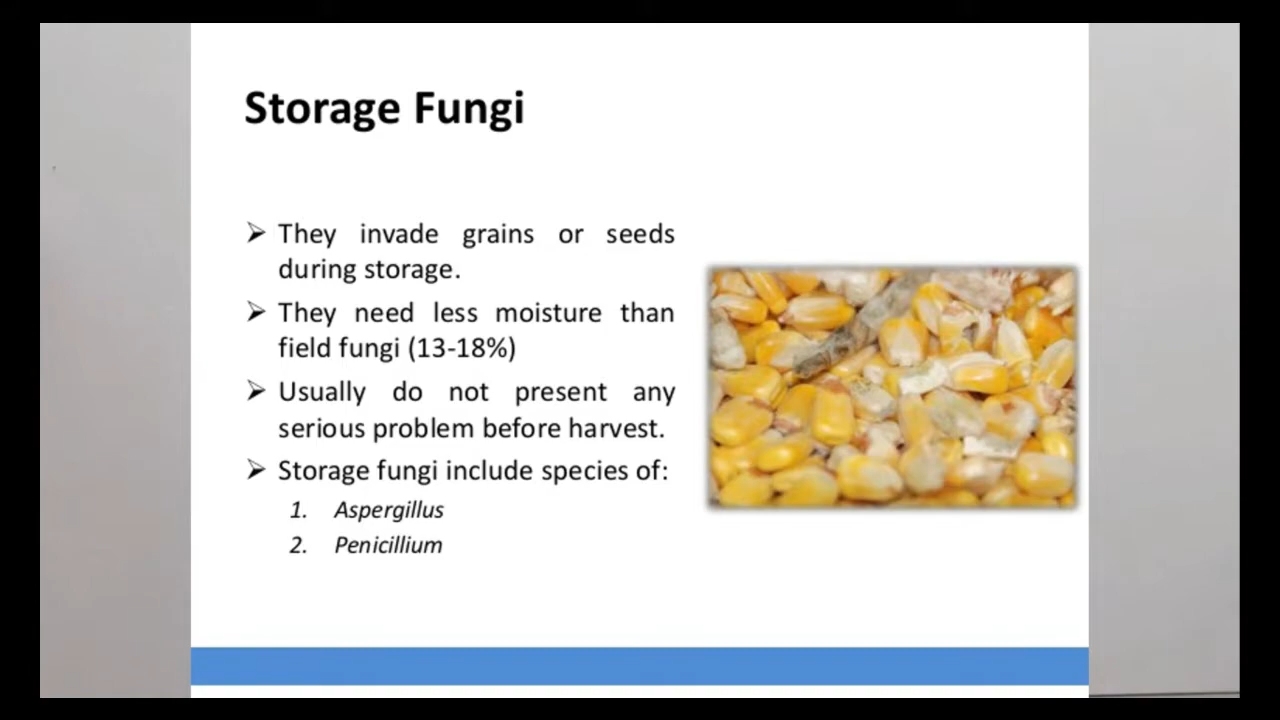 Storage Fungi
They invade grains or seeds
during storage.
They need less moisture than
field fungi (13-18%)
Usually do not present any
serious problem before harvest.
Storage fungi include species of:
1. Aspergillus
2. Penicillium